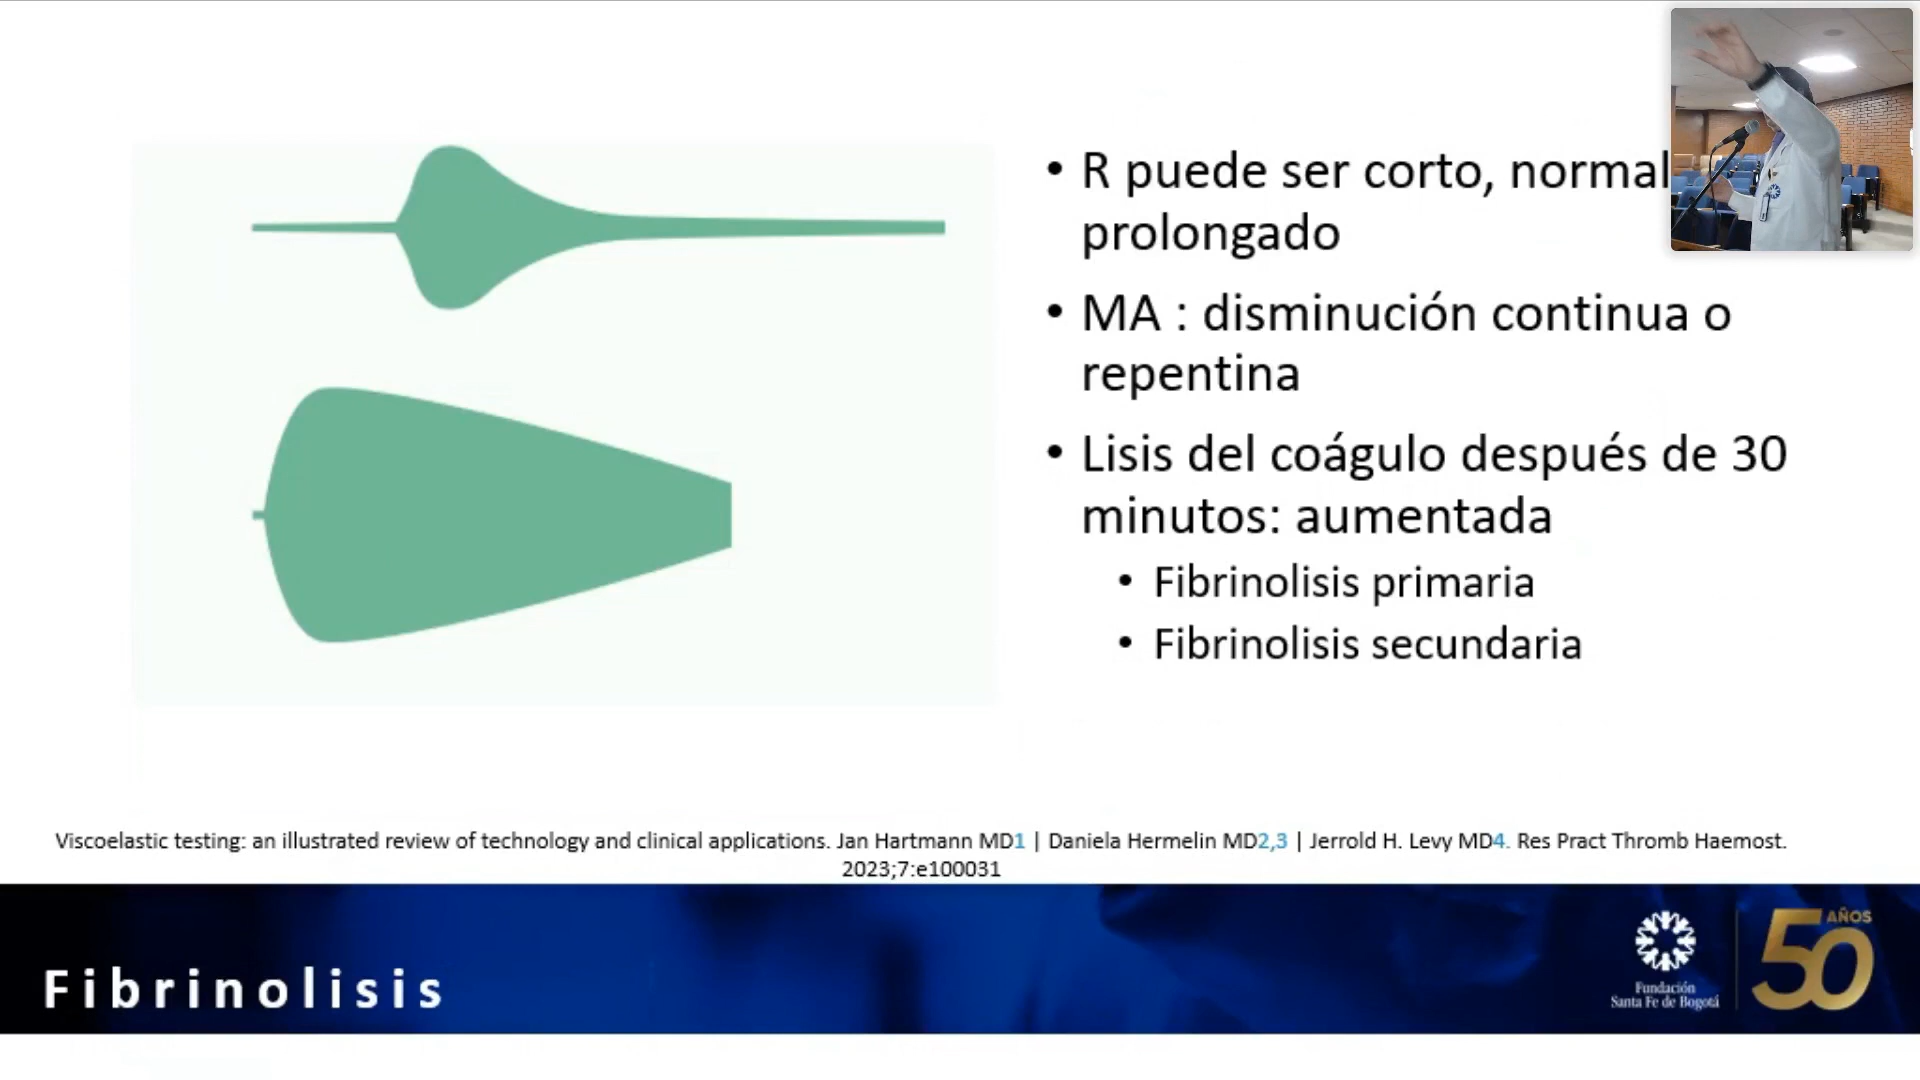 • R puede ser corto, normal
prolongado
• MA : disminución continua o
repentina
• Lisis del coágulo después de 30
minutos: aumentada
• Fibrinolisis primaria
• Fibrinolisis secundaria
Viscoelastic testing: an illustrated review of technology and clinical applications. Jan Hartmann MD1 | Daniela Hermelin MD2,3 | Jerrold H. Levy MD4. Res Pract Thromb Haemost.
2023;7:e100031
Fibrinolisis
Fundación
Santa Fe de Bogotá
50 AÑOS